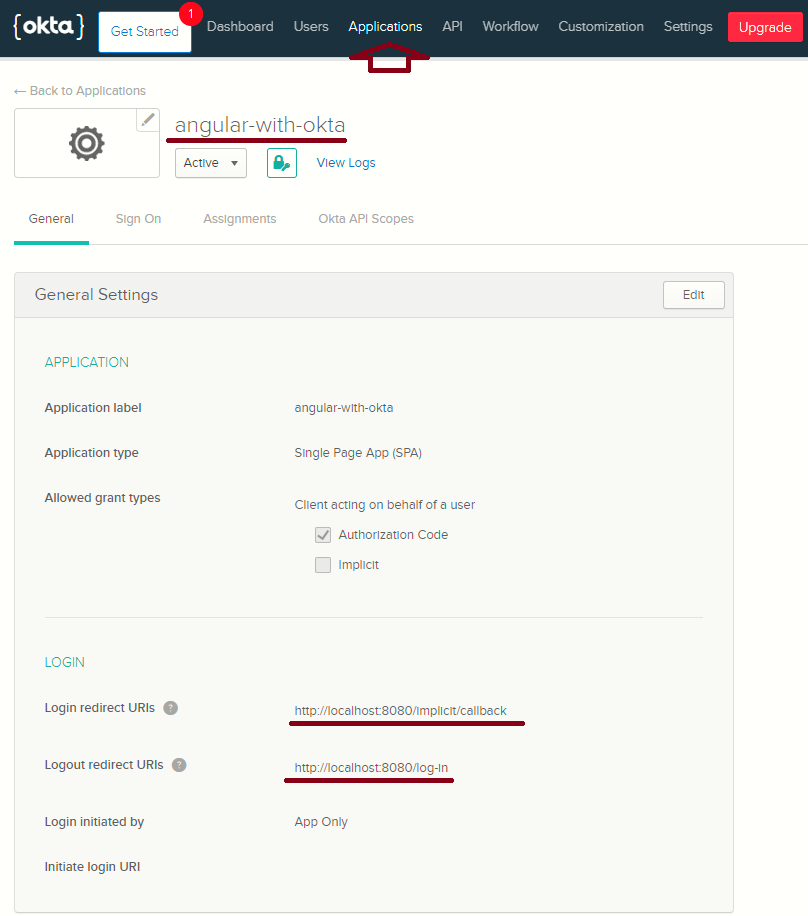 {okta} Get Started 1 Dashboard Users Applications API Workflow Customization Settings Upgrade
← Back to Applications
angular-with-okta
Active View Logs
General Sign On Assignments Okta API Scopes
General Settings Edit
APPLICATION
Application label angular-with-okta
Application type Single Page App (SPA)
Allowed grant types
Client acting on behalf of a user
Authorization Code
Implicit
LOGIN
Login redirect URIs ? http://localhost:8080/implicit/callback
Logout redirect URIs ? http://localhost:8080/log-in
Login initiated by App Only
Initiate login URI